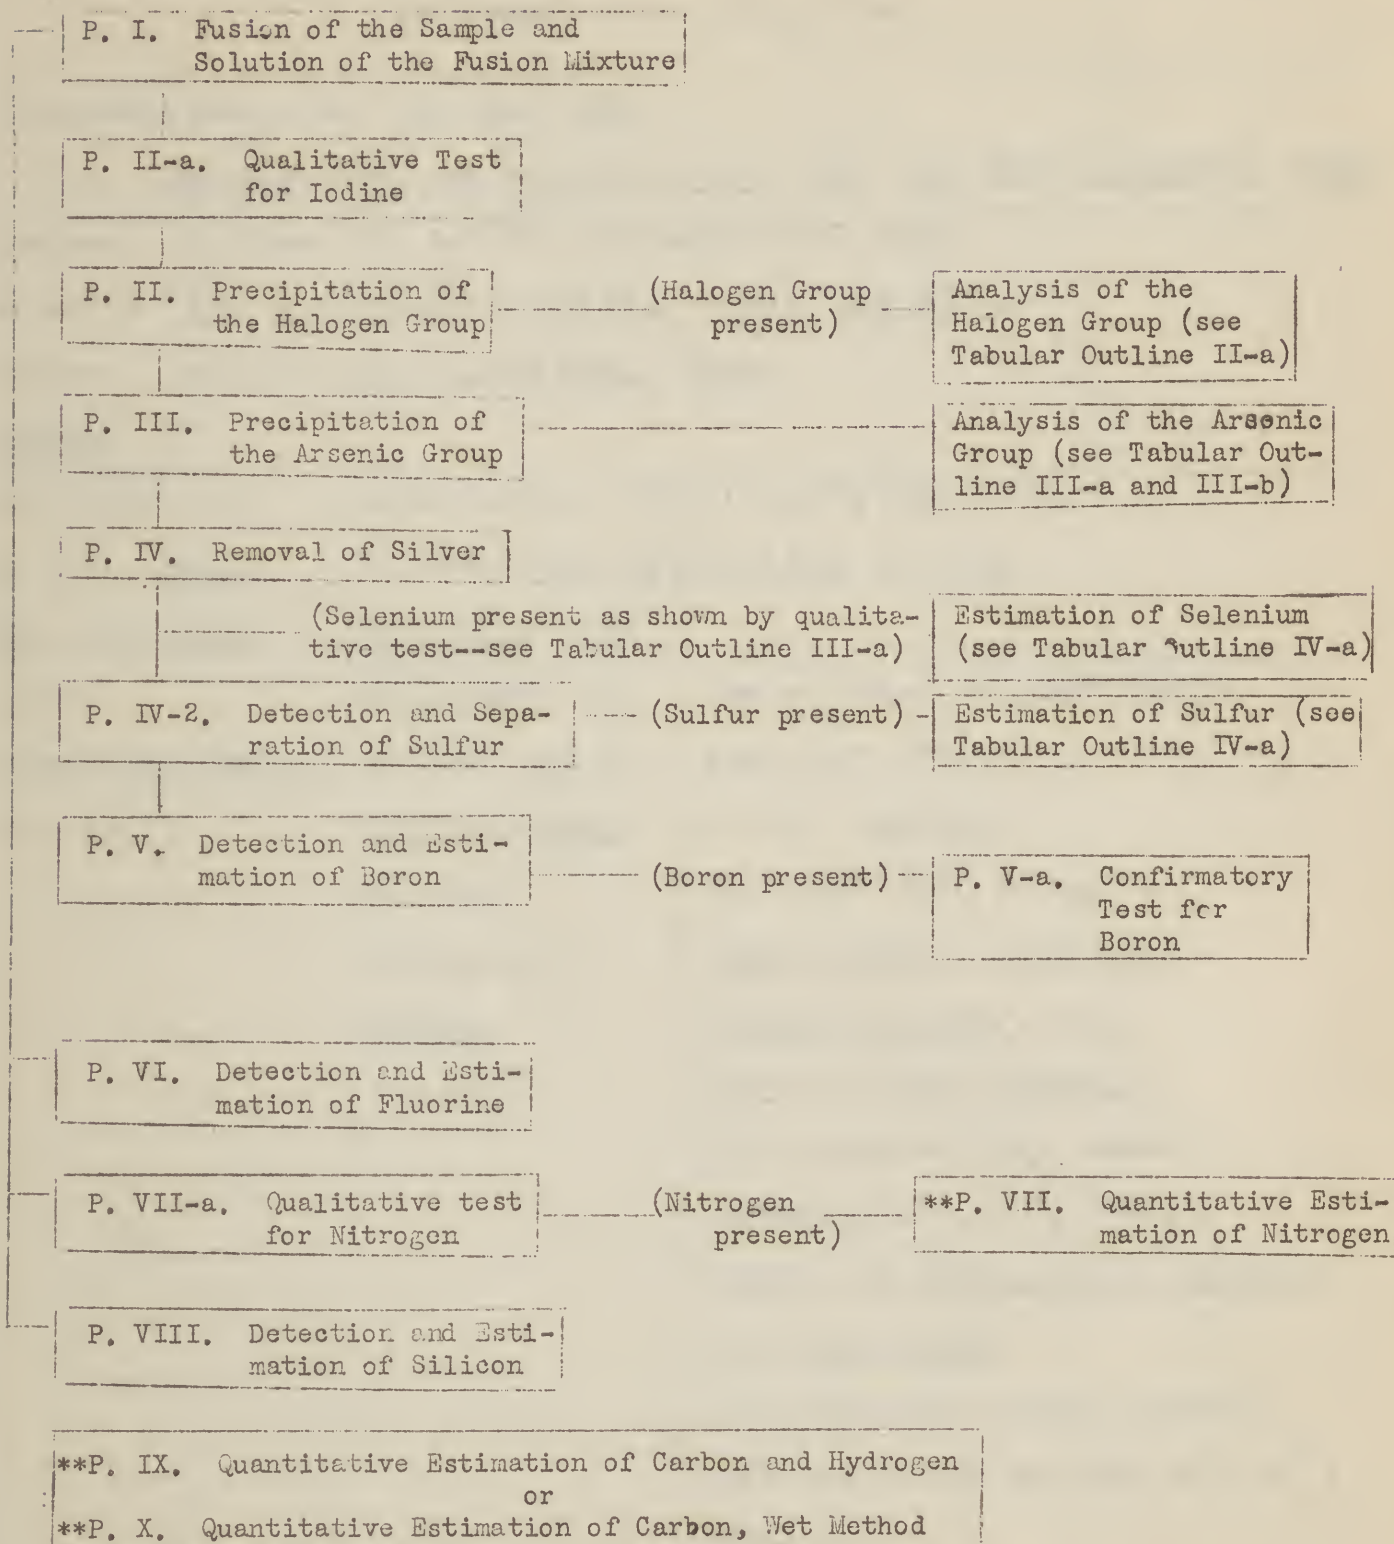 P. I. Fusion of the Sample and
Solution of the Fusion Mixture
P. II-a. Qualitative Test
for Iodine
P. II. Precipitation of
the Halogen Group
(Halogen Group
present)
Analysis of the
Halogen Group (see
Tabular Outline II-a)
P. III. Precipitation of
the Arsenic Group
Analysis of the Arsenic
Group (see Tabular Out-
line III-a and III-b)
P. IV. Removal of Silver
(Selenium present as shown by qualita-
tive test--see Tabular Outline III-a)
Estimation of Selenium
(see Tabular Outline IV-a)
P. IV-2. Detection and Sepa-
ration of Sulfur
(Sulfur present)
Estimation of Sulfur (see
Tabular Outline IV-a)
P. V. Detection and Esti-
mation of Boron
(Boron present)
P. V-a. Confirmatory
Test for
Boron
P. VI. Detection and Esti-
mation of Fluorine
P. VII-a. Qualitative test
for Nitrogen
(Nitrogen
present)
**P. VII. Quantitative Esti-
mation of Nitrogen
P. VIII. Detection and Esti-
mation of Silicon
**P. IX. Quantitative Estimation of Carbon and Hydrogen
or
**P. X. Quantitative Estimation of Carbon, Wet Method